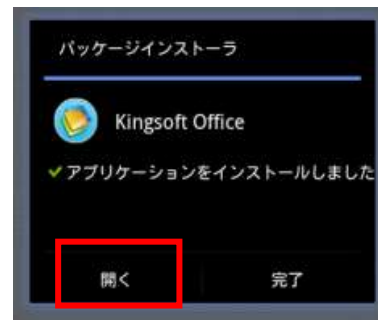 パッケージインストーラ
Kingsoft Office
アプリケーションをインストールしました
開く
完了